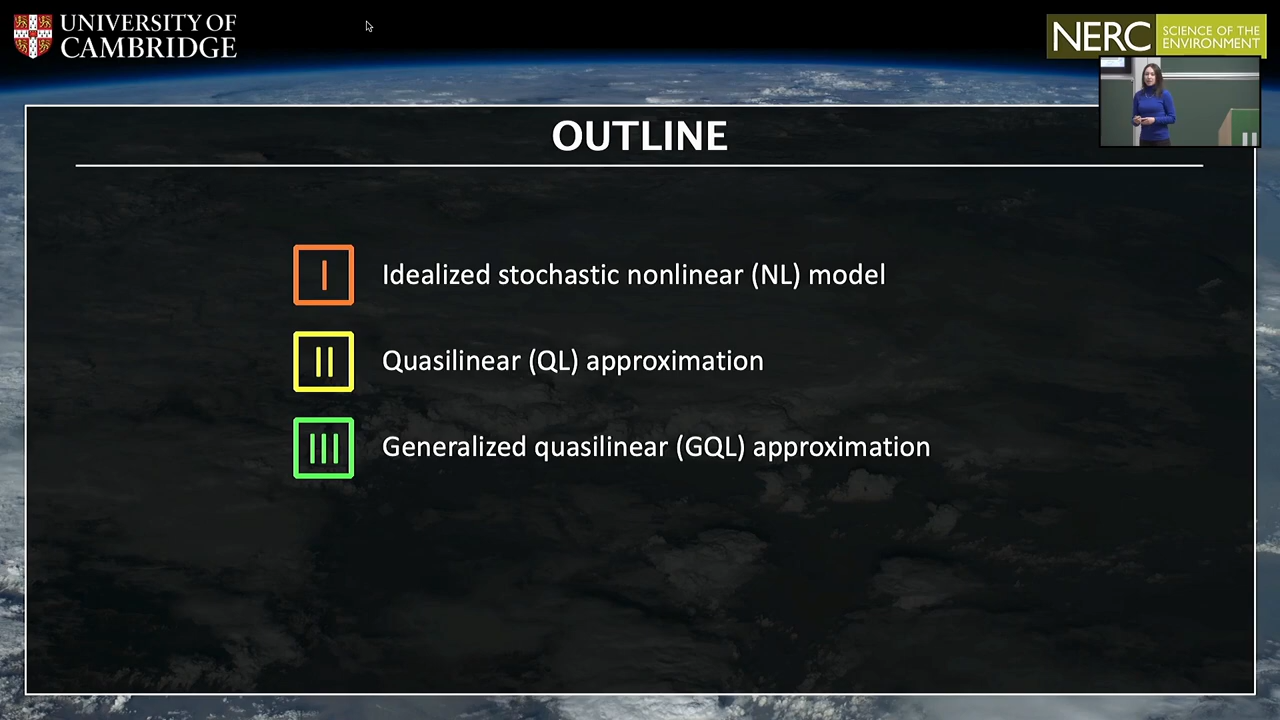 UNIVERSITY OF
CAMBRIDGE
NERC
SCIENCE OF THE
ENVIRONMENT
OUTLINE
I
Idealized stochastic nonlinear (NL) model
II
Quasilinear (QL) approximation
III
Generalized quasilinear (GQL) approximation